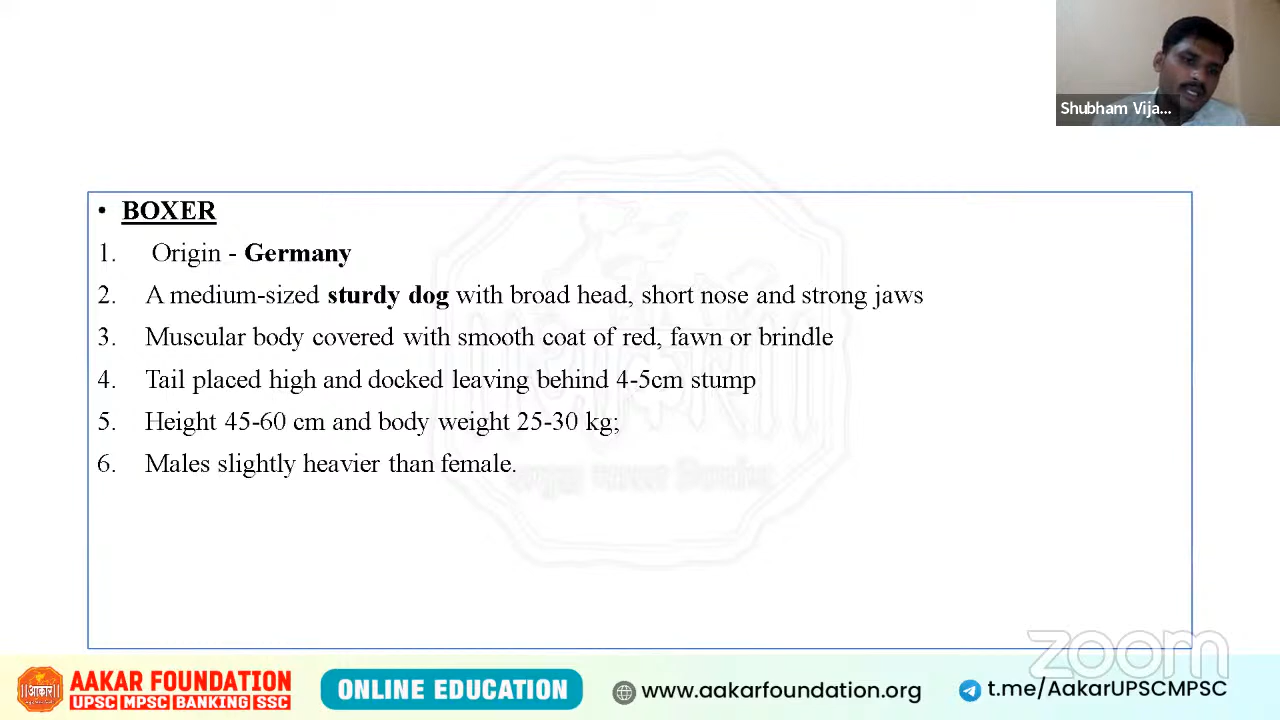 Shubham Vija...
• BOXER
1. Origin - Germany
2. A medium-sized sturdy dog with broad head, short nose and strong jaws
3. Muscular body covered with smooth coat of red, fawn or brindle
4. Tail placed high and docked leaving behind 4-5cm stump
5. Height 45-60 cm and body weight 25-30 kg;
6. Males slightly heavier than female.
zoom
आकार
AAKAR FOUNDATION
UPSC MPSC BANKING SSC
ONLINE EDUCATION
www.aakarfoundation.org
t.me/AakarUPSCMPSC